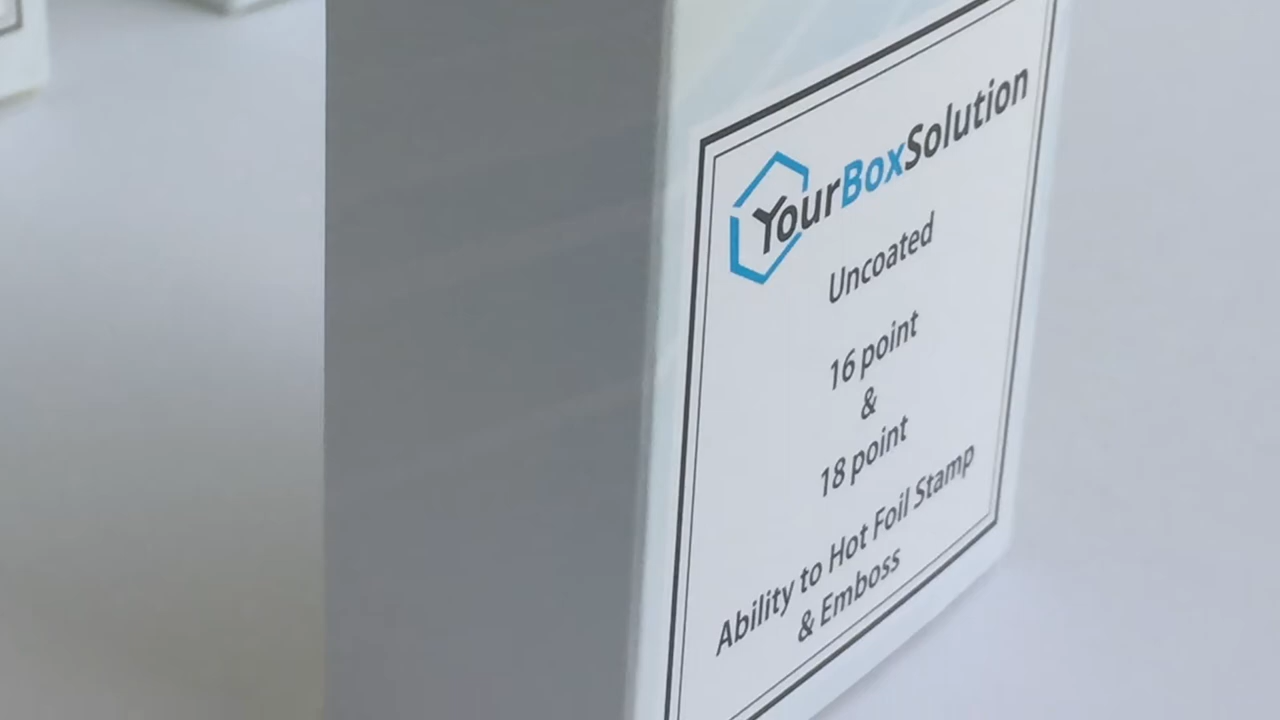 YourBoxSolution
Uncoated
16 point
&
18 point
Ability to Hot Foil Stamp
& Emboss